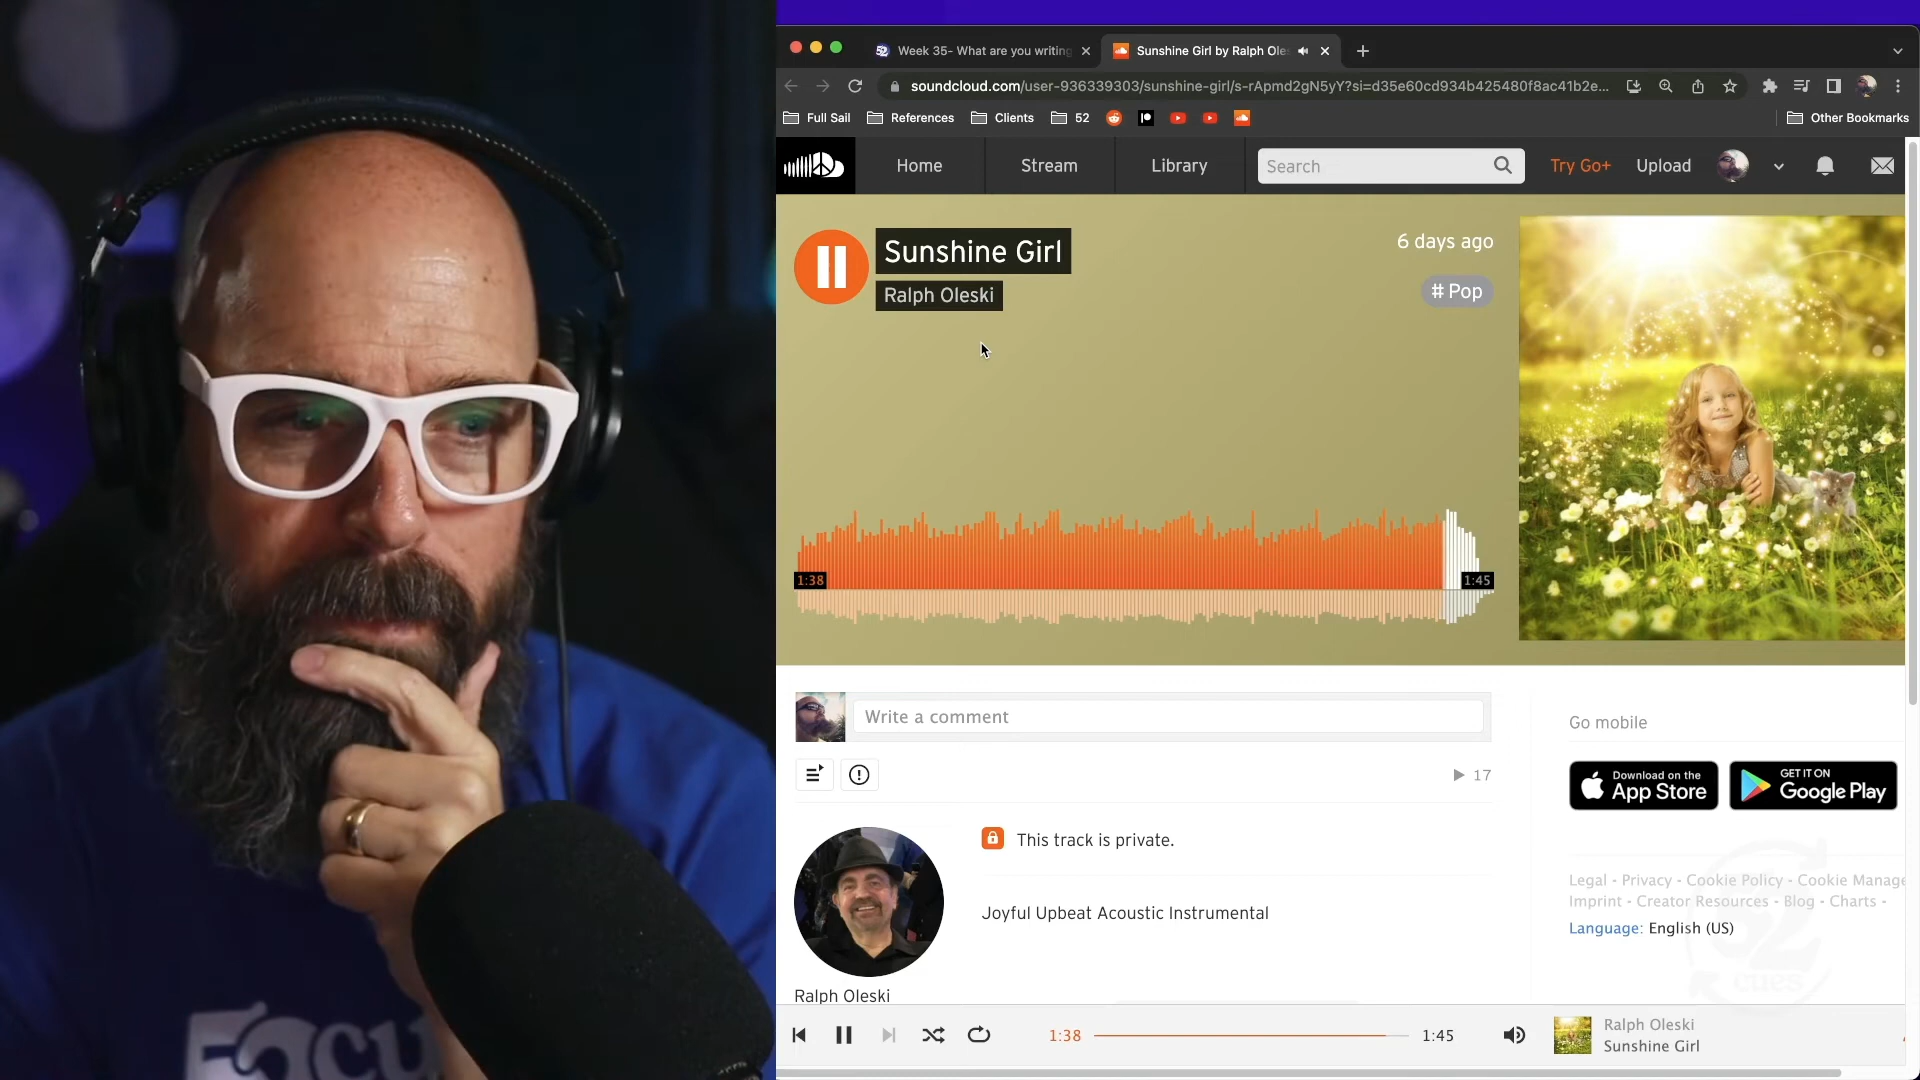 Week 35- What are you writing
Sunshine Girl by Ralph Ole
soundcloud.com/user-936339303/sunshine-girl/s-rApmd2gN5yY?si=d35e60cd934b425480f8ac41b2e...
Full Sail
References
Clients
52
Other Bookmarks
Home
Stream
Library
Search
Try Go+
Upload
Sunshine Girl
Ralph Oleski
6 days ago
# Pop
1:38
1:45
Write a comment
17
Go mobile
Download on the
App Store
GET IT ON
Google Play
This track is private.
Joyful Upbeat Acoustic Instrumental
Legal - Privacy - Cookie Policy - Cookie Manage
Imprint - Creator Resources - Blog - Charts -
Language: English (US)
Ralph Oleski
52
cues
1:38
1:45
Ralph Oleski
Sunshine Girl